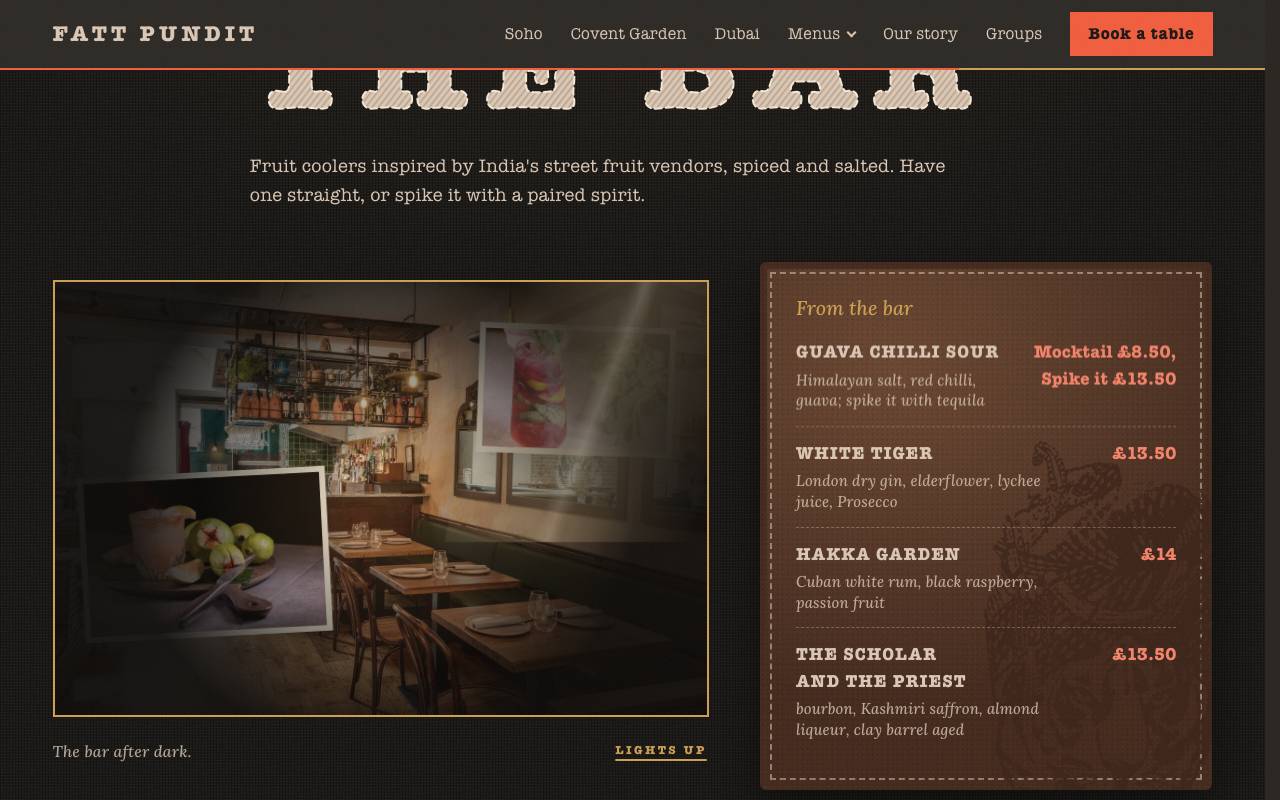 FATT PUNDIT
Soho
Covent Garden
Dubai
Menus
Our story
Groups
Book a table
THE BAR
Fruit coolers inspired by India's street fruit vendors, spiced and salted. Have
one straight, or spike it with a paired spirit.
The bar after dark.
LIGHTS UP
From the bar
GUAVA CHILLI SOUR
Mocktail £8.50,
Spike it £13.50
Himalayan salt, red chilli,
guava; spike it with tequila
WHITE TIGER
£13.50
London dry gin, elderflower, lychee
juice, Prosecco
HAKKA GARDEN
£14
Cuban white rum, black raspberry,
passion fruit
THE SCHOLAR
AND THE PRIEST
£13.50
bourbon, Kashmiri saffron, almond
liqueur, clay barrel aged